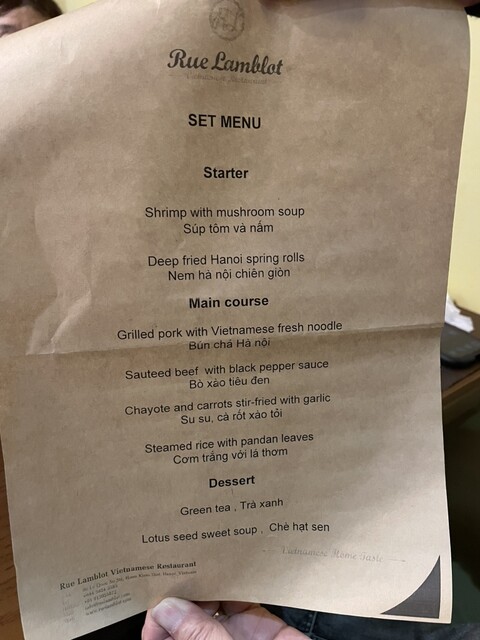 Rue Lamblot
SET MENU
Starter
Shrimp with mushroom soup
Súp tôm và nấm
Deep fried Hanoi spring rolls
Nem hà nội chiên giòn
Main course
Grilled pork with Vietnamese fresh noodle
Bún chả Hà nội
Sauteed beef with black pepper sauce
Bò xào tiêu đen
Chayote and carrots stir-fried with garlic
Su su, cà rốt xào tỏi
Steamed rice with pandan leaves
Cơm trắng với lá thơm
Dessert
Green tea , Trà xanh
Lotus seed sweet soup , Chè hạt sen
Vietnamese Home Taste
Rue Lamblot Vietnamese Restaurant